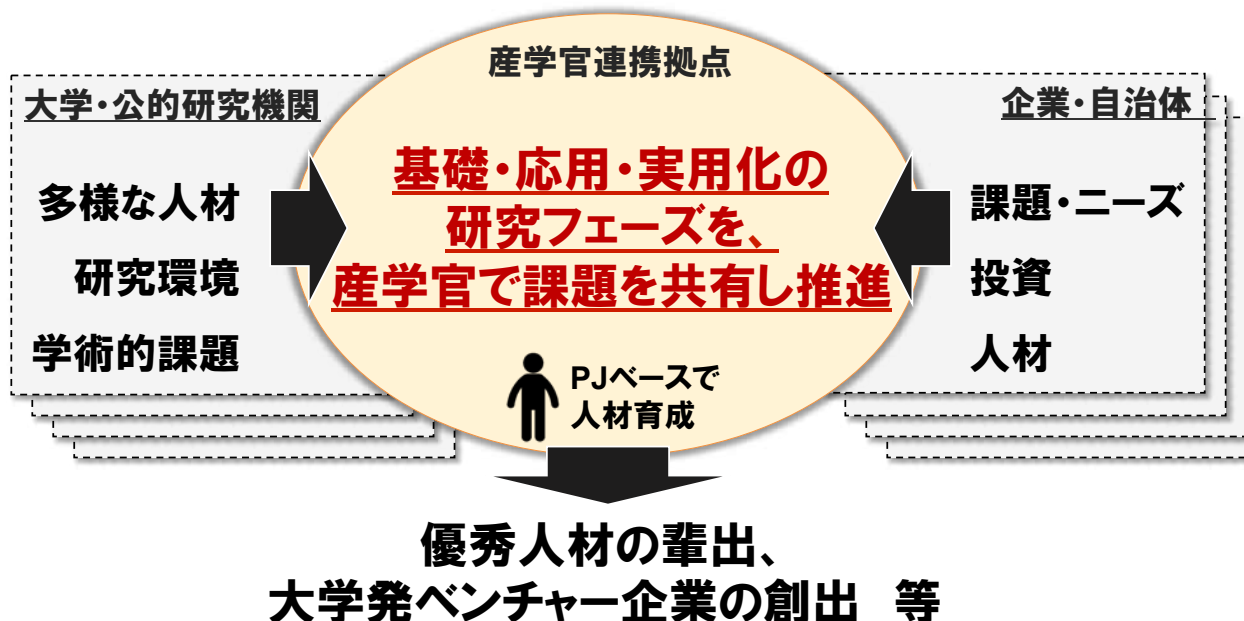 産学官連携拠点
大学・公的研究機関
多様な人材
研究環境
学術的課題
基礎・応用・実用化の
研究フェーズを、
産学官で課題を共有し推進
PJベースで
人材育成
企業・自治体
課題・ニーズ
投資
人材
優秀人材の輩出、
大学発ベンチャー企業の創出　等